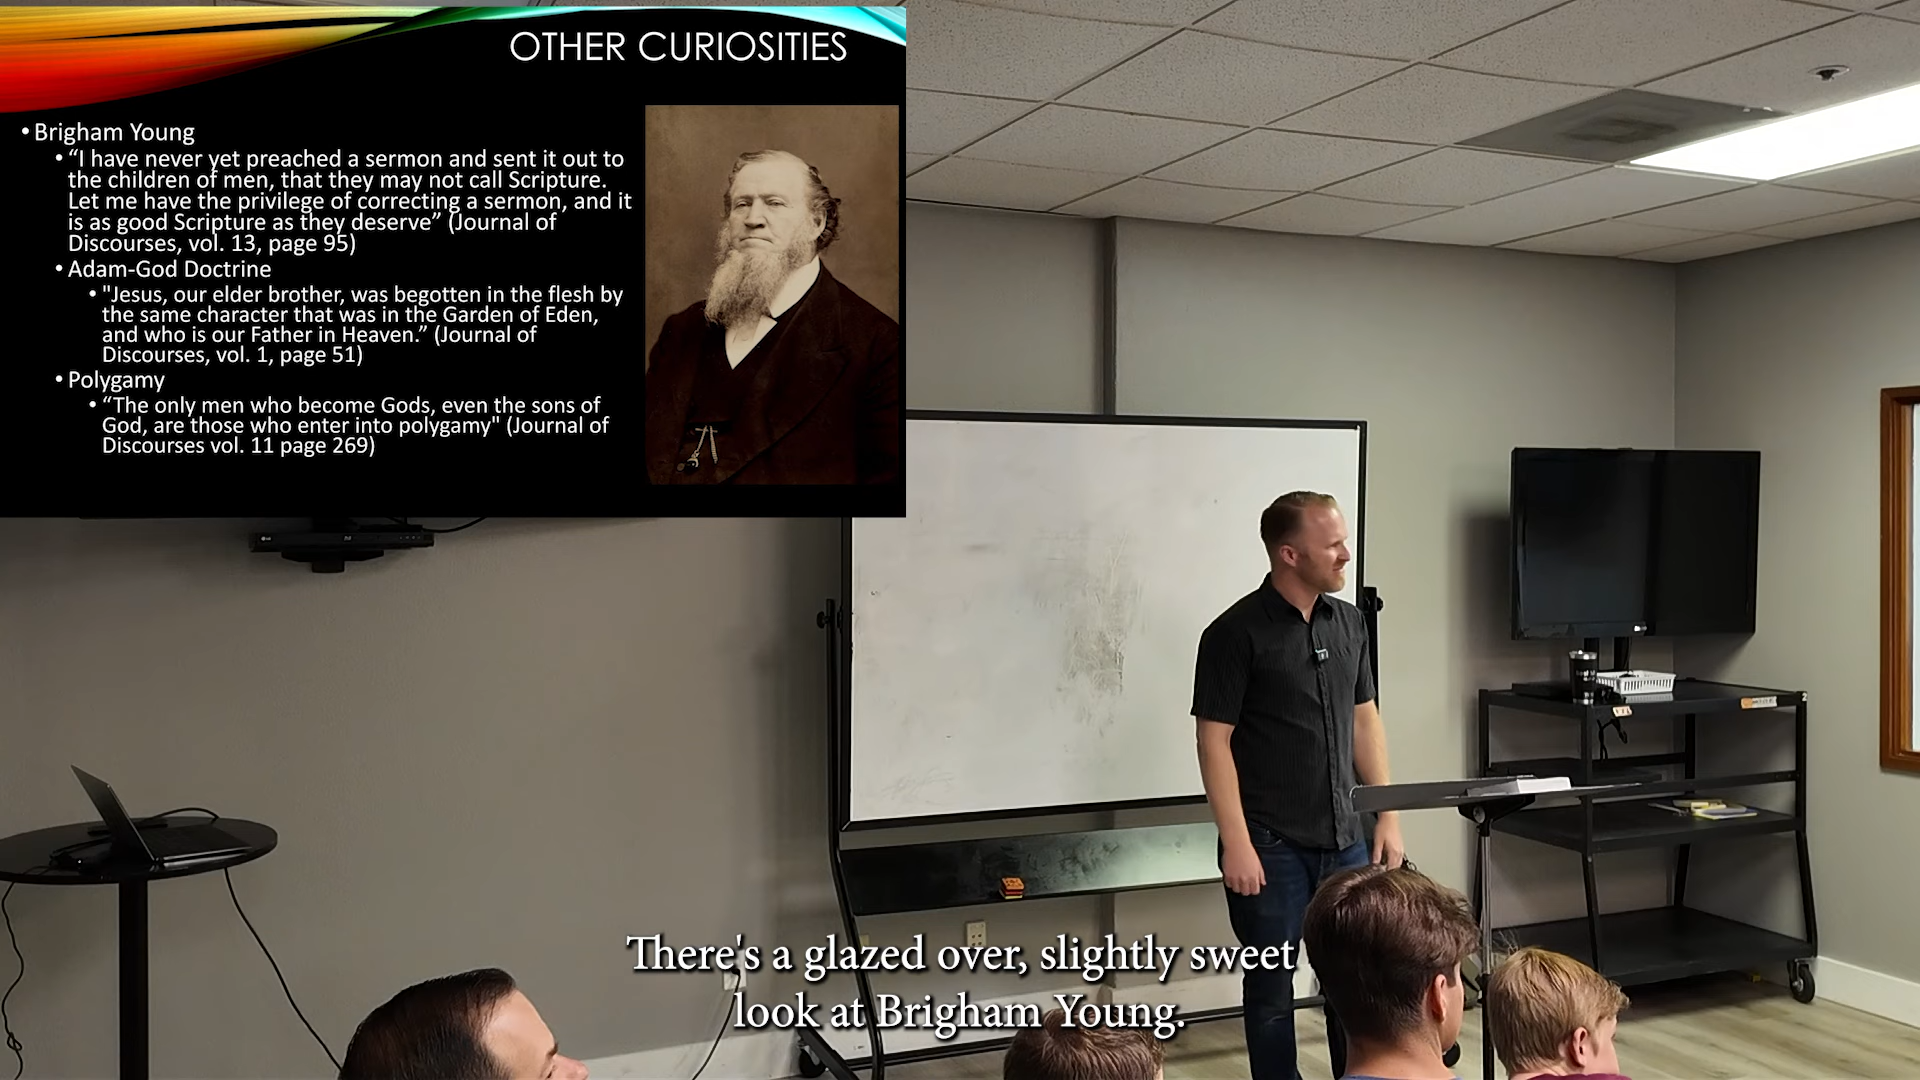 OTHER CURIOSITIES
• Brigham Young
• “I have never yet preached a sermon and sent it out to
the children of men, that they may not call Scripture.
Let me have the privilege of correcting a sermon, and it
is as good Scripture as they deserve” (Journal of
Discourses, vol. 13, page 95)
• Adam-God Doctrine
• "Jesus, our elder brother, was begotten in the flesh by
the same character that was in the Garden of Eden,
and who is our Father in Heaven.” (Journal of
Discourses, vol. 1, page 51)
• Polygamy
• “The only men who become Gods, even the sons of
God, are those who enter into polygamy" (Journal of
Discourses vol. 11 page 269)
There's a glazed over, slightly sweet
look at Brigham Young.